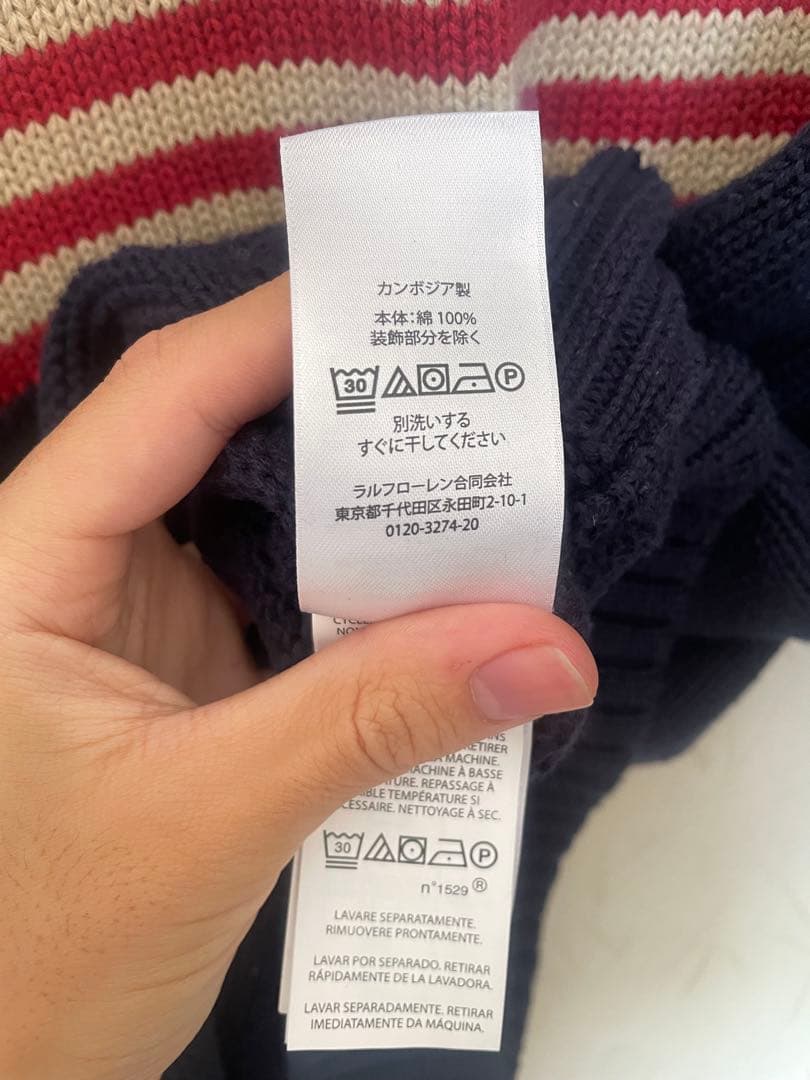 カンボジア製
本体：綿 100%
装飾部分を除く
30 P
別洗いする
すぐに干してください
ラルフローレン合同会社
東京都千代田区永田町2-10-1
0120-3274-20
RETIRER
MACHINE.
MACHINE À BASSE
REPASSAGE À
TEMPÉRATURE SI
NETTOYAGE À SEC.
30 P
n°1529 ®
LAVARE SEPARATAMENTE.
RIMUOVERE PRONTAMENTE.
LAVAR POR SEPARADO. RETIRAR
RÁPIDAMENTE DE LA LAVADORA.
LAVAR SEPARADAMENTE. RETIRAR
IMEDIATAMENTE DA MÁQUINA.